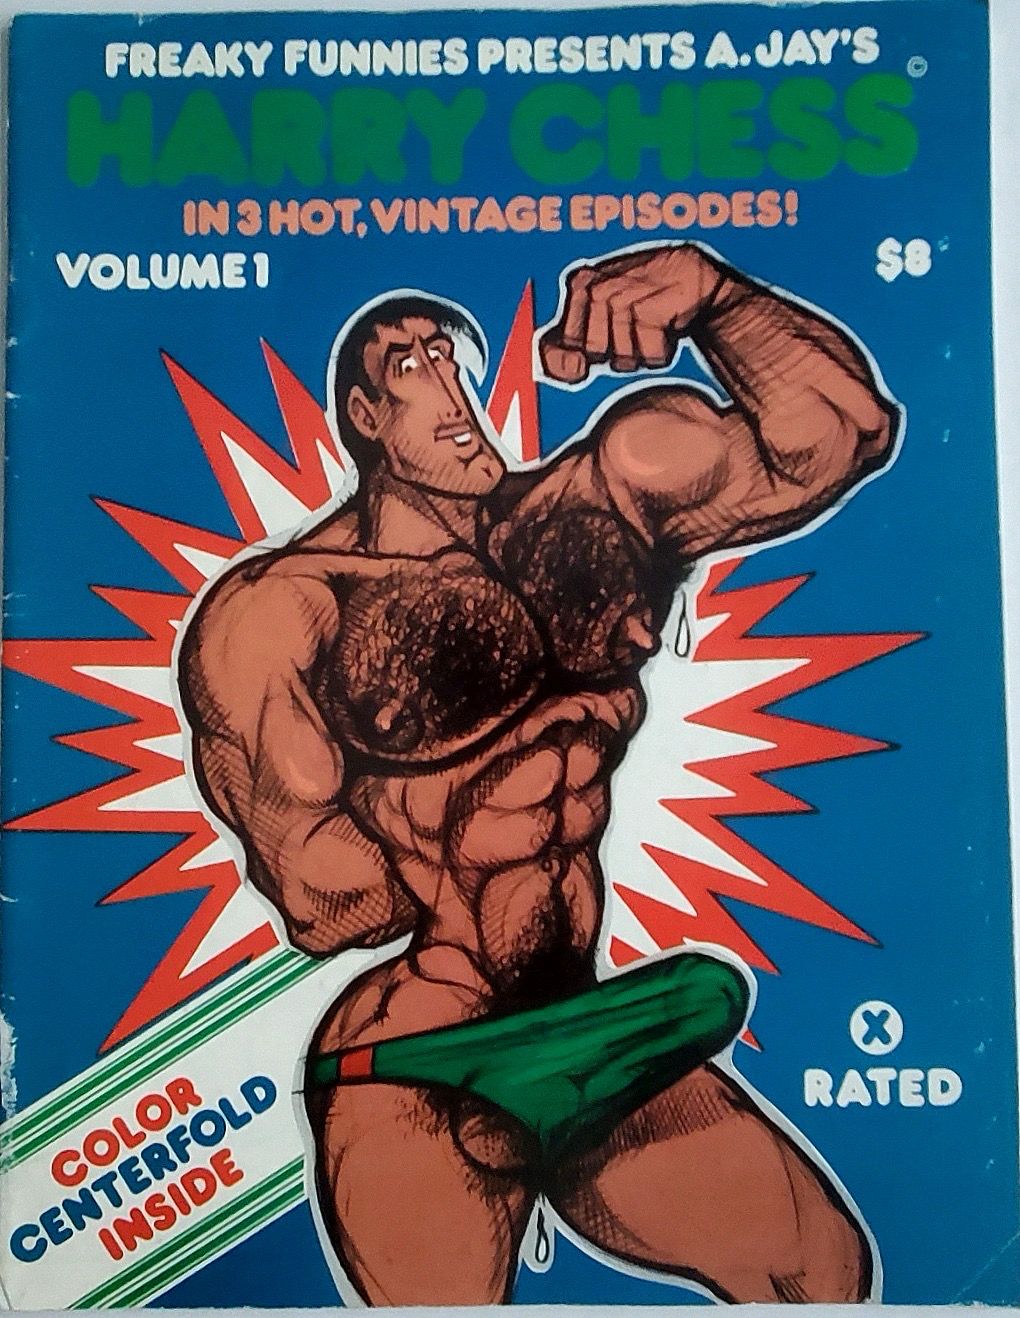 FREAKY FUNNIES PRESENTS A.JAY'S
©
HARRY CHESS
IN 3 HOT, VINTAGE EPISODES!
VOLUME 1
$8
X
RATED
COLOR
CENTERFOLD
INSIDE